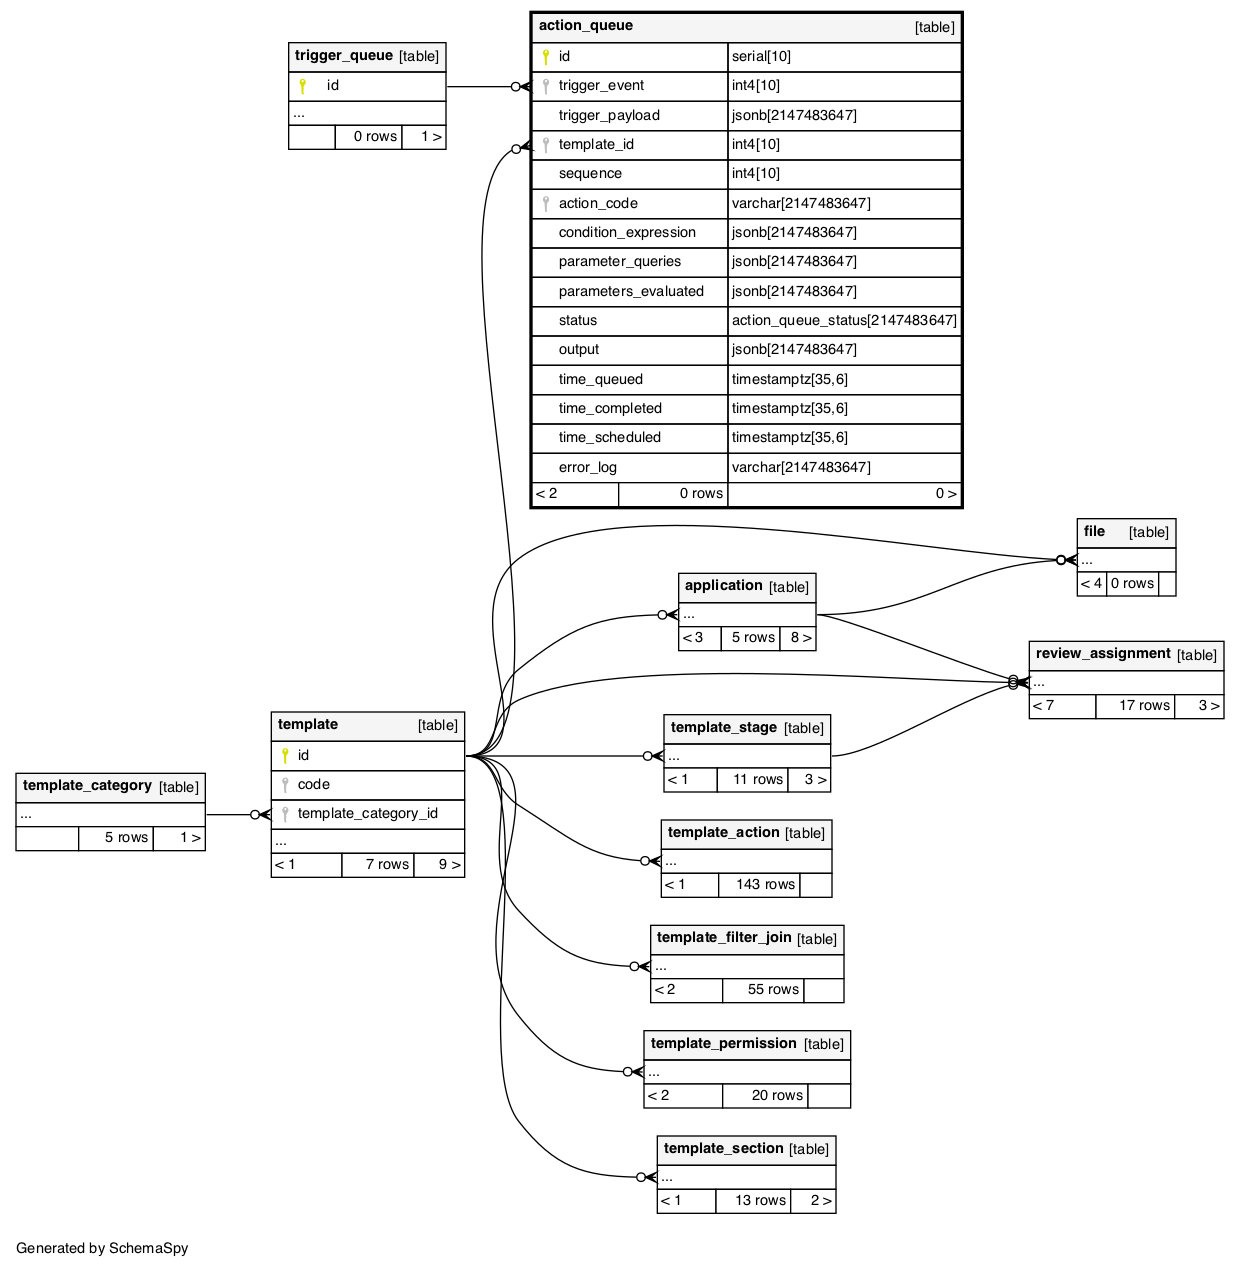 trigger_queue [table]
id
...
0 rows 1 >
action_queue [table]
id serial[10]
trigger_event int4[10]
trigger_payload jsonb[2147483647]
template_id int4[10]
sequence int4[10]
action_code varchar[2147483647]
condition_expression jsonb[2147483647]
parameter_queries jsonb[2147483647]
parameters_evaluated jsonb[2147483647]
status action_queue_status[2147483647]
output jsonb[2147483647]
time_queued timestamptz[35,6]
time_completed timestamptz[35,6]
time_scheduled timestamptz[35,6]
error_log varchar[2147483647]
< 2 0 rows 0 >
file [table]
...
< 4 0 rows
application [table]
...
< 3 5 rows 8 >
review_assignment [table]
...
< 7 17 rows 3 >
template [table]
id
code
template_category_id
...
< 1 7 rows 9 >
template_stage [table]
...
< 1 11 rows 3 >
template_category [table]
...
5 rows 1 >
template_action [table]
...
< 1 143 rows
template_filter_join [table]
...
< 2 55 rows
template_permission [table]
...
< 2 20 rows
template_section [table]
...
< 1 13 rows 2 >
Generated by SchemaSpy